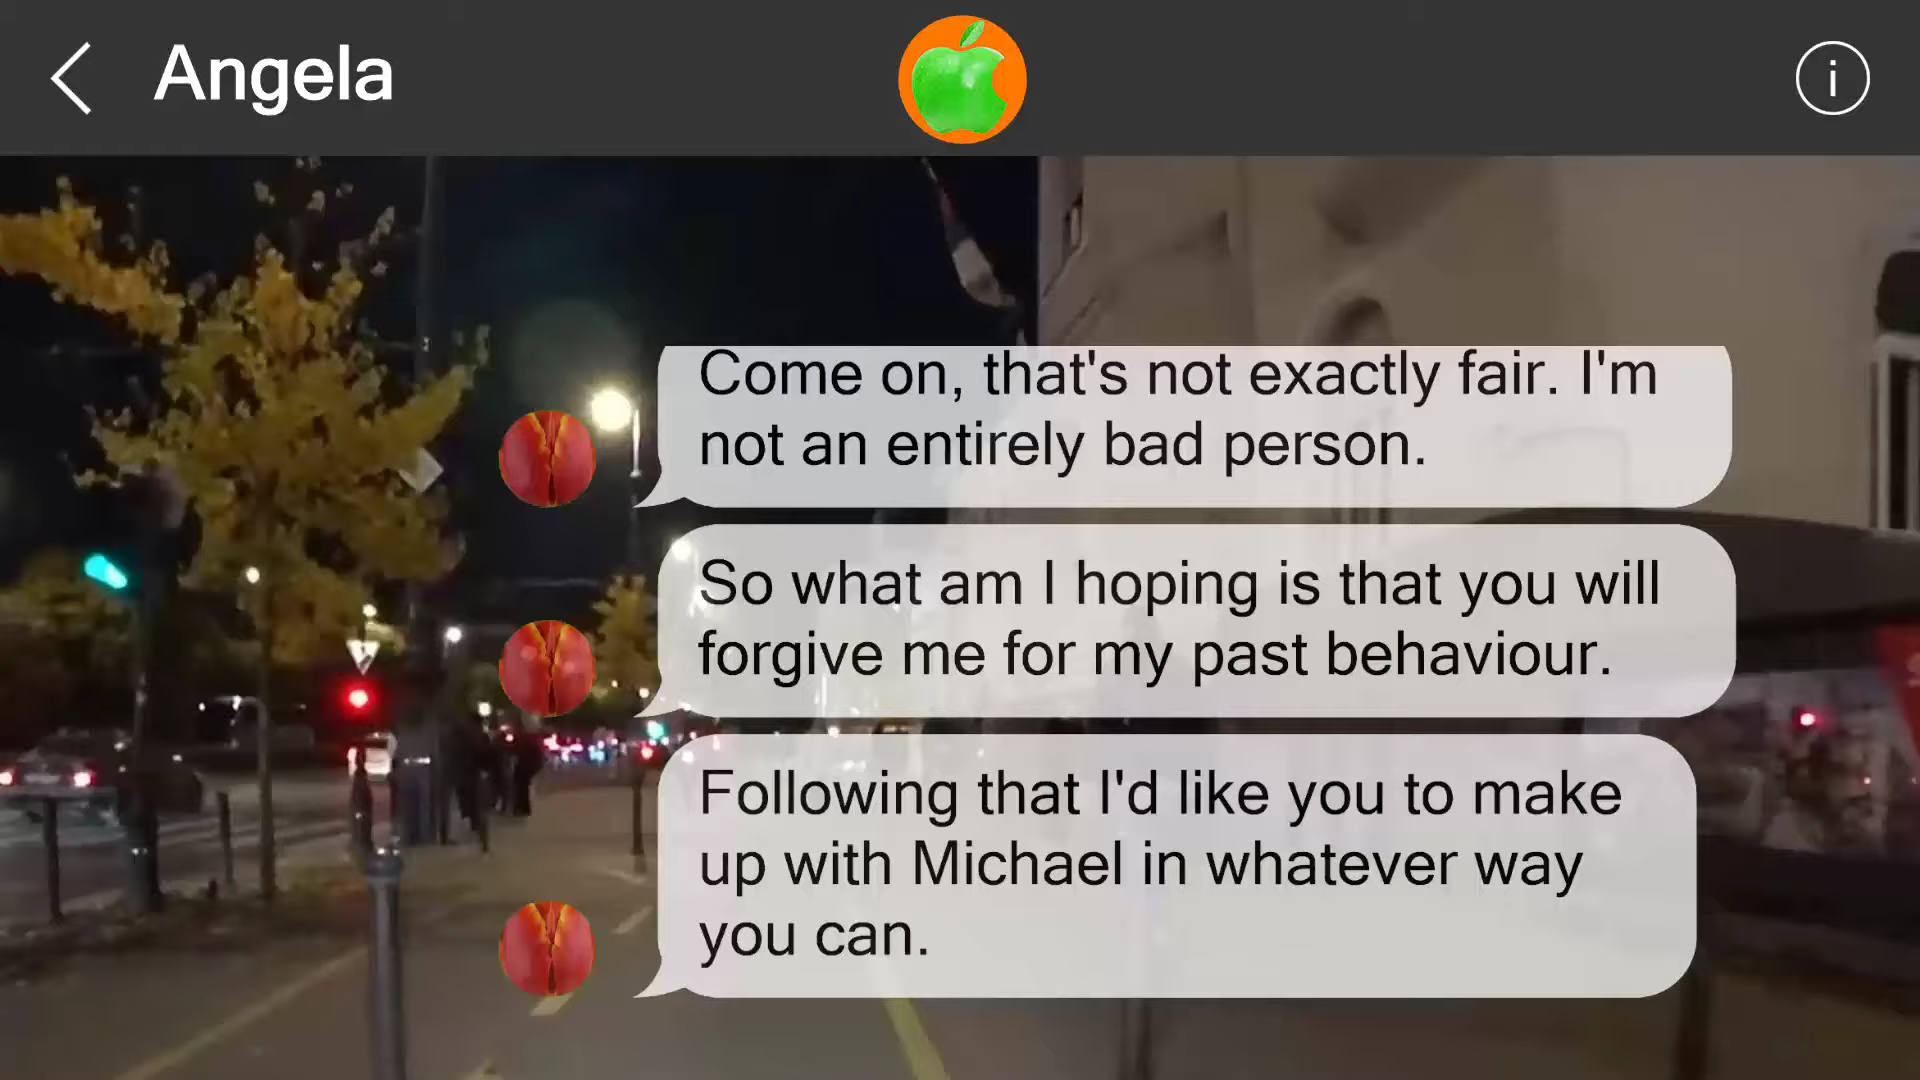 Angela
i
Come on, that's not exactly fair. I'm
not an entirely bad person.
So what am I hoping is that you will
forgive me for my past behaviour.
Following that I'd like you to make
up with Michael in whatever way
you can.